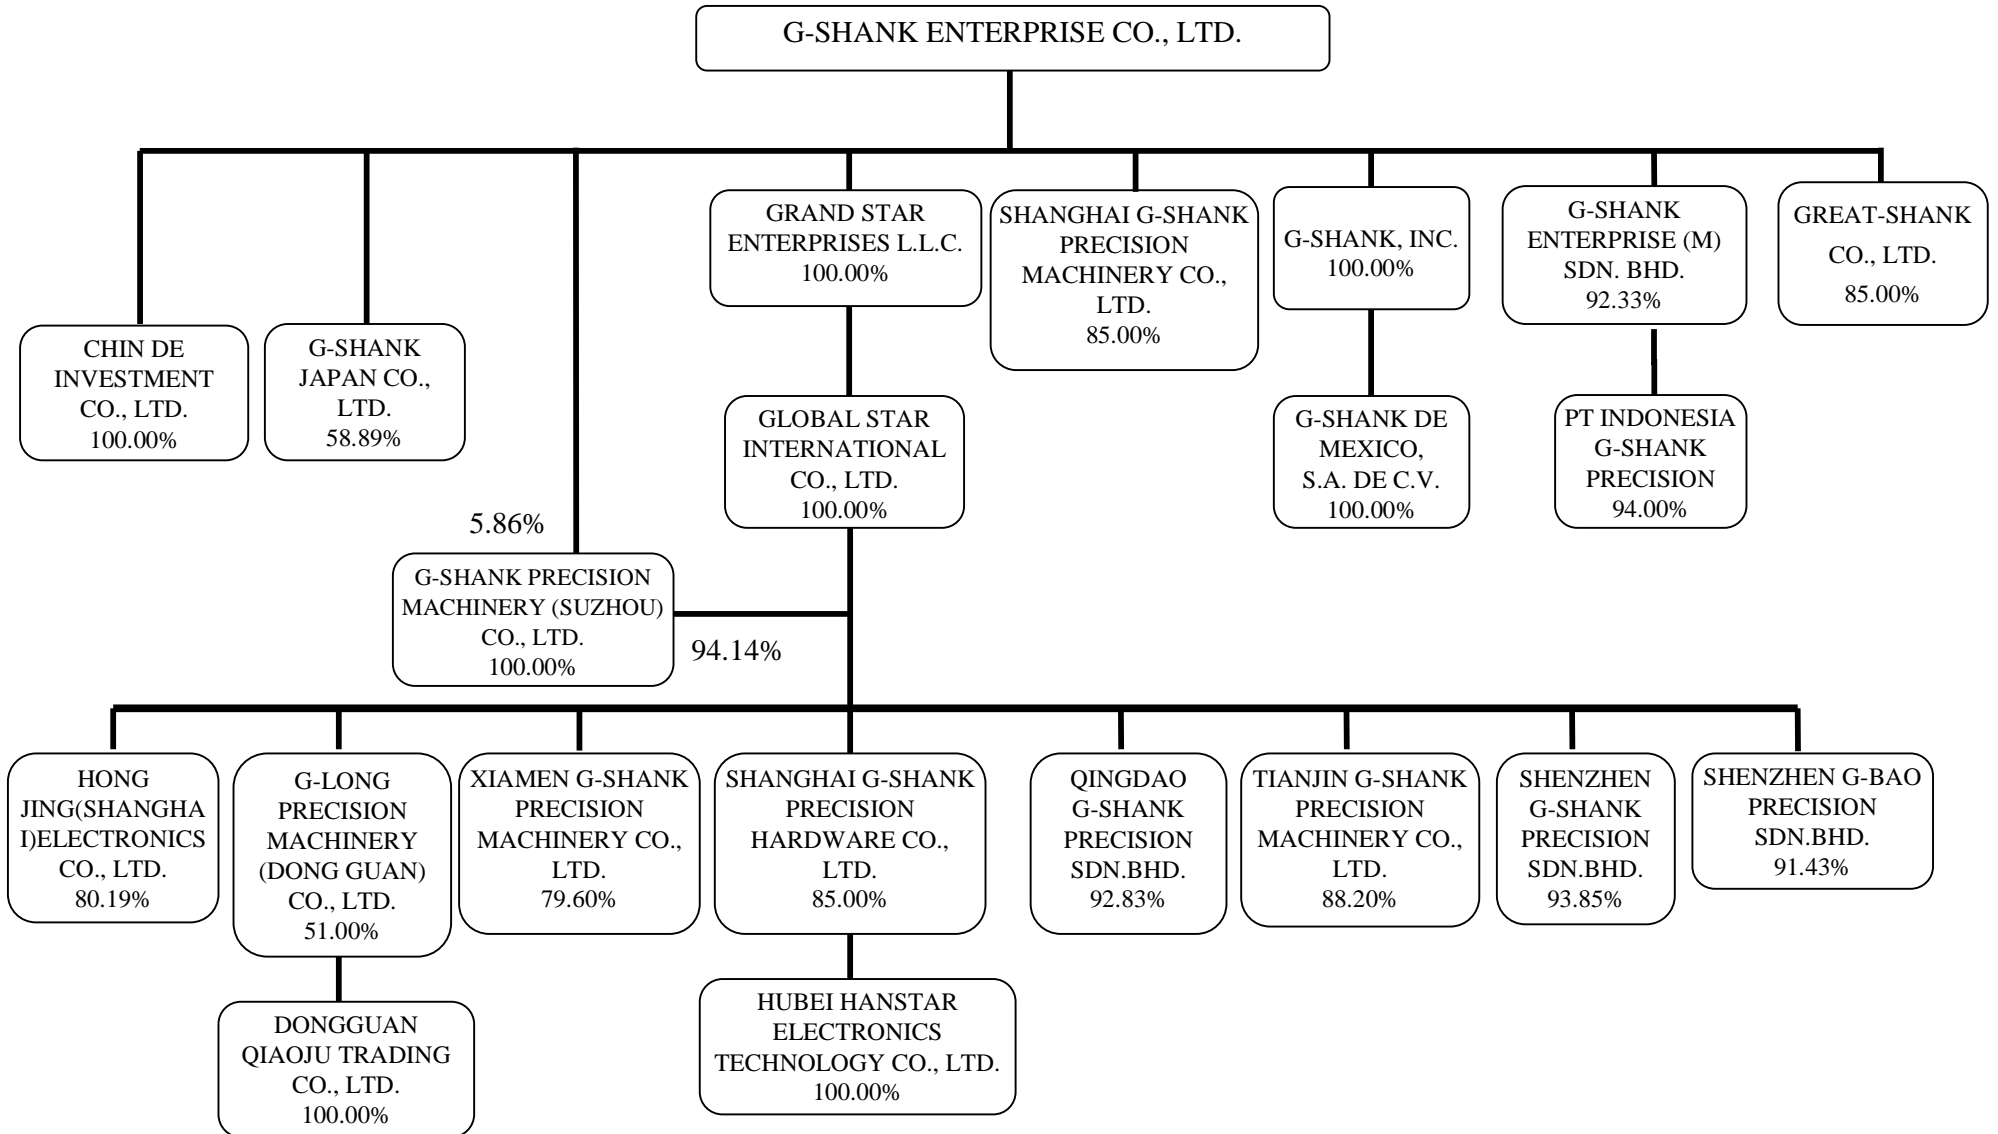 G-SHANK ENTERPRISE CO., LTD.
CHIN DE
INVESTMENT
CO., LTD.
100.00%
G-SHANK
JAPAN CO.,
LTD.
58.89%
GRAND STAR
ENTERPRISES L.L.C.
100.00%
SHANGHAI G-SHANK
PRECISION
MACHINERY CO.,
LTD.
85.00%
G-SHANK, INC.
100.00%
G-SHANK
ENTERPRISE (M)
SDN. BHD.
92.33%
GREAT-SHANK
CO., LTD.
85.00%
GLOBAL STAR
INTERNATIONAL
CO., LTD.
100.00%
G-SHANK DE
MEXICO,
S.A. DE C.V.
100.00%
PT INDONESIA
G-SHANK
PRECISION
94.00%
5.86%
G-SHANK PRECISION
MACHINERY (SUZHOU)
CO., LTD.
100.00%
94.14%
HONG
JING(SHANGHA
I)ELECTRONICS
CO., LTD.
80.19%
G-LONG
PRECISION
MACHINERY
(DONG GUAN)
CO., LTD.
51.00%
XIAMEN G-SHANK
PRECISION
MACHINERY CO.,
LTD.
79.60%
SHANGHAI G-SHANK
PRECISION
HARDWARE CO.,
LTD.
85.00%
QINGDAO
G-SHANK
PRECISION
SDN.BHD.
92.83%
TIANJIN G-SHANK
PRECISION
MACHINERY CO.,
LTD.
88.20%
SHENZHEN
G-SHANK
PRECISION
SDN.BHD.
93.85%
SHENZHEN G-BAO
PRECISION
SDN.BHD.
91.43%
DONGGUAN
QIAOJU TRADING
CO., LTD.
100.00%
HUBEI HANSTAR
ELECTRONICS
TECHNOLOGY CO., LTD.
100.00%